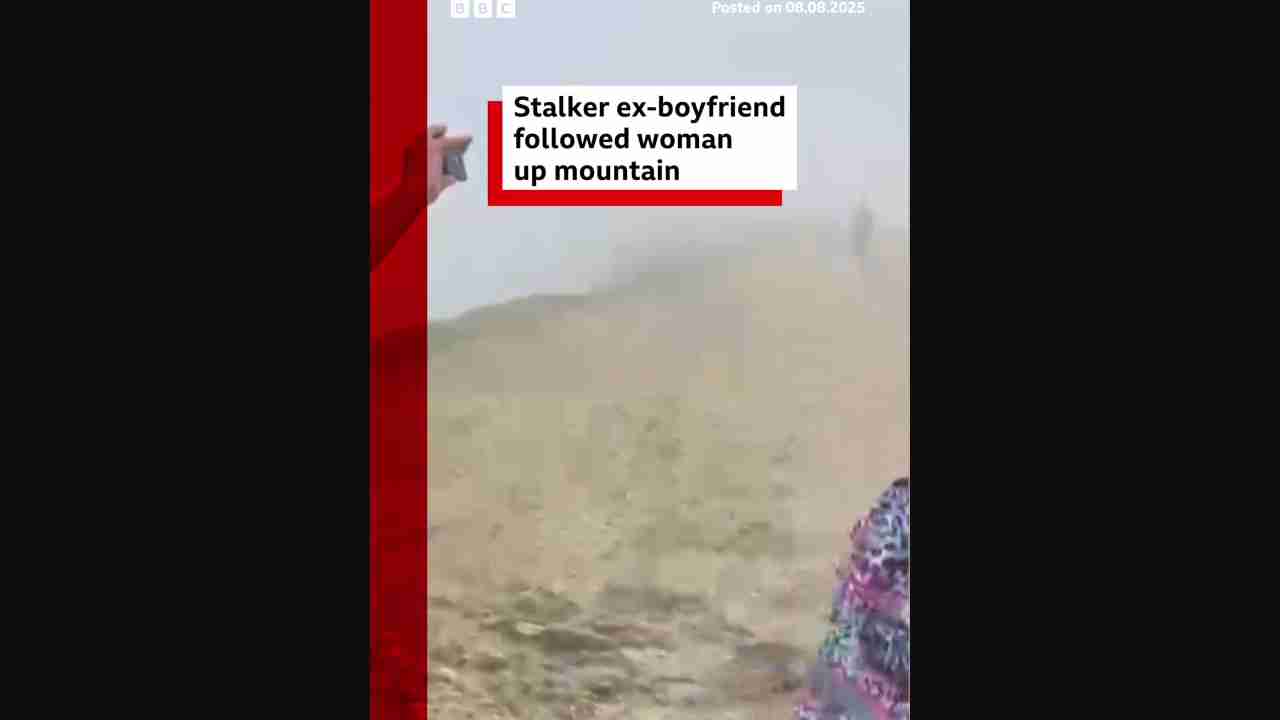 BBC
Posted on 08.08.2025
Stalker ex-boyfriend
followed woman
up mountain